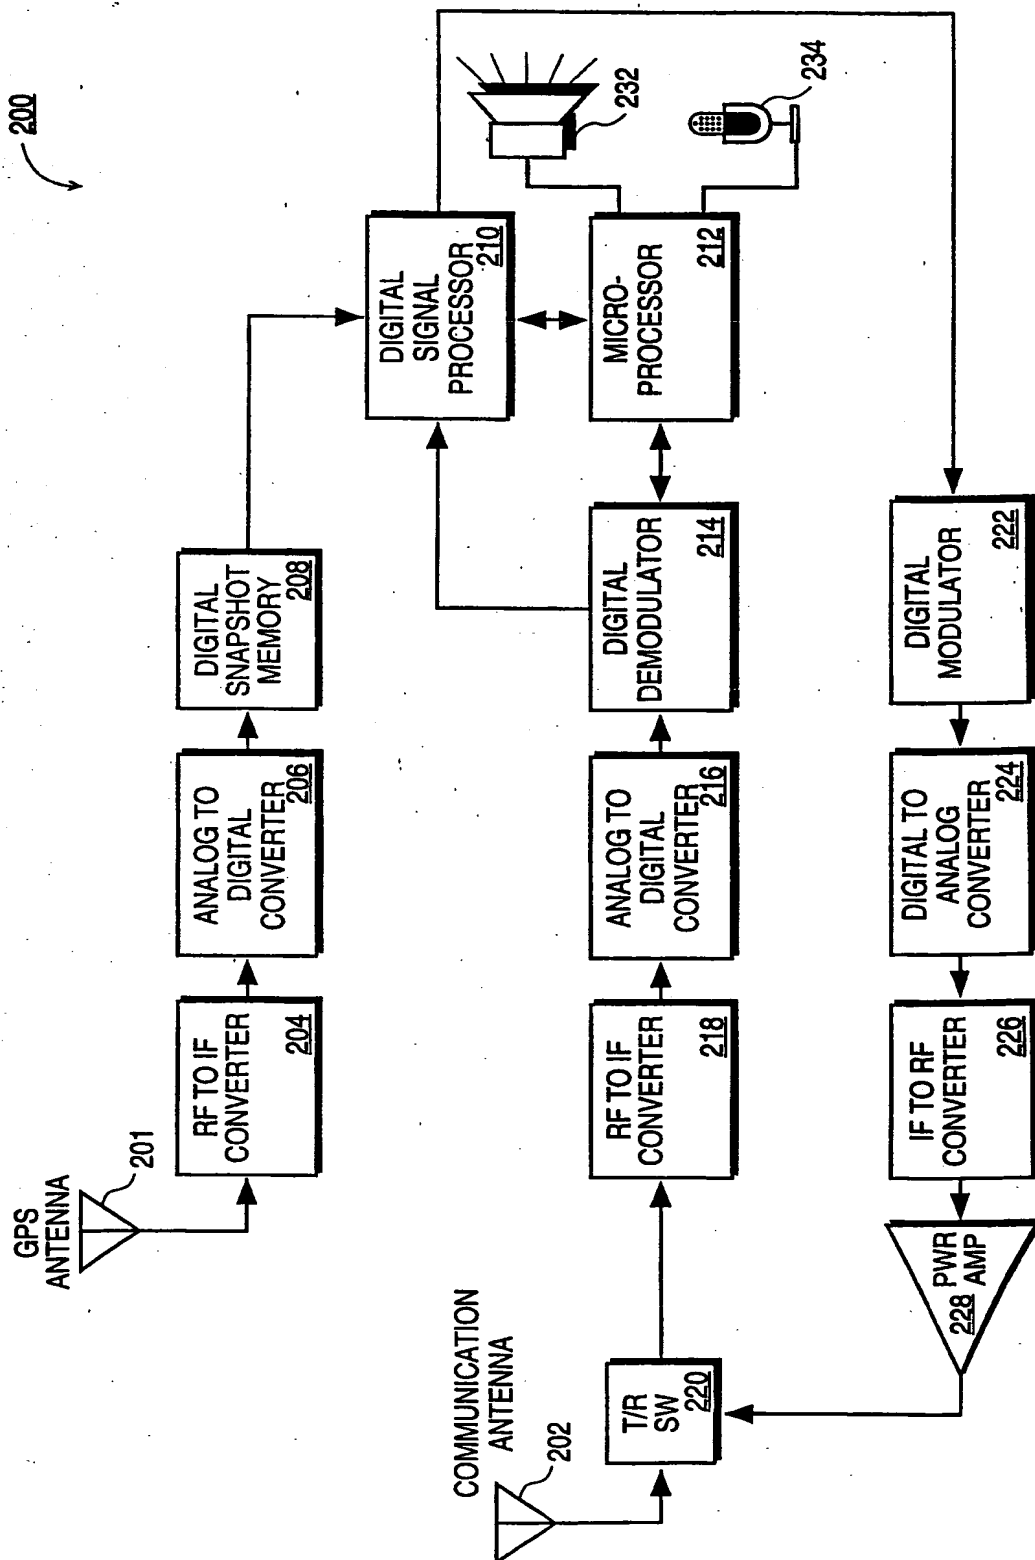 200
GPS
ANTENNA
201
RF TO IF
CONVERTER
204
ANALOG TO
DIGITAL
CONVERTER
206
DIGITAL
SNAPSHOT
MEMORY
208
DIGITAL
SIGNAL
PROCESSOR
210
232
MICRO-
PROCESSOR
212
234
COMMUNICATION
ANTENNA
202
T/R
SW
220
RF TO IF
CONVERTER
218
ANALOG TO
DIGITAL
CONVERTER
216
DIGITAL
DEMODULATOR
214
PWR
AMP
228
IF TO RF
CONVERTER
226
DIGITAL TO
ANALOG
CONVERTER
224
DIGITAL
MODULATOR
222